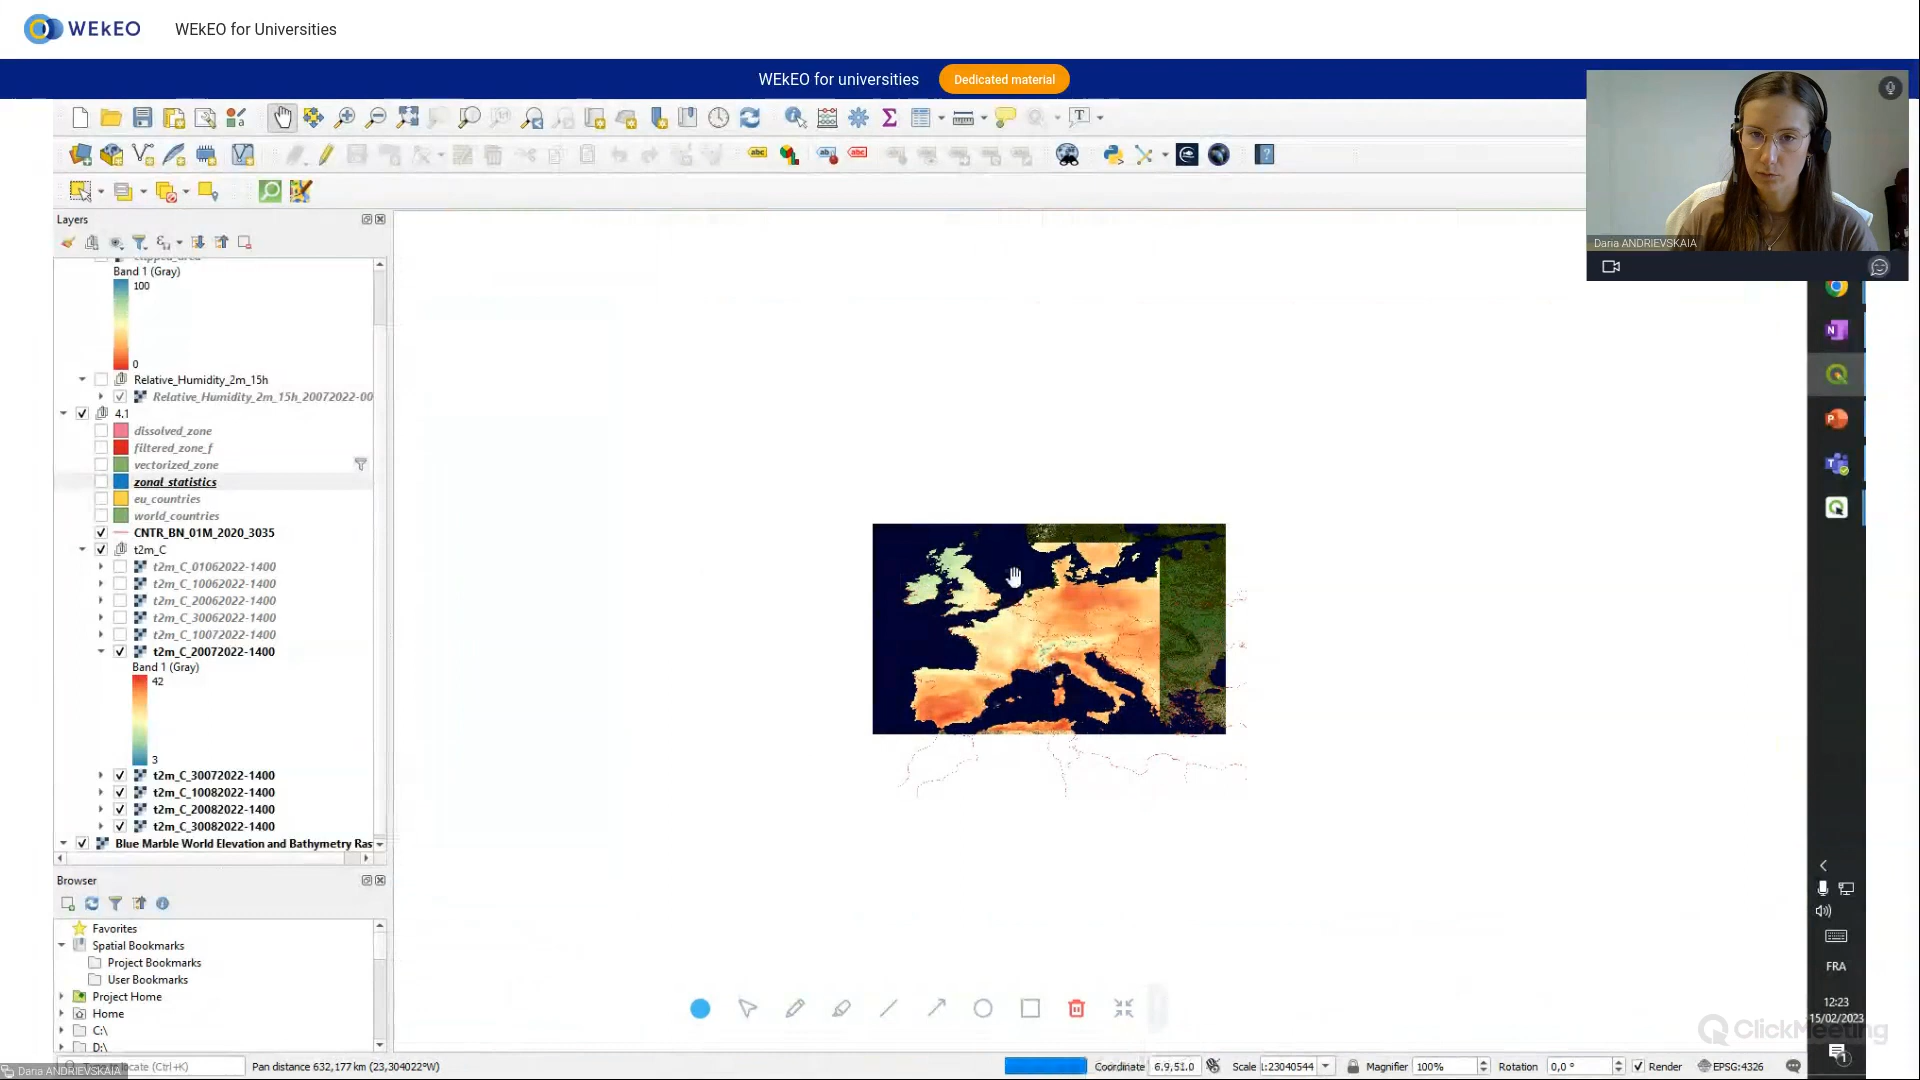 WEkEO
WEkEO for Universities
WEkEO for universities
Dedicated material
Daria ANDRIEVSKAIA
Layers
Band 1 (Gray)
100
0
Relative_Humidity_2m_15h
Relative_Humidity_2m_15h_20072022-00
4.1
dissolved_zone
filtered_zone_f
vectorized_zone
zonal_statistics
eu_countries
world_countries
CNTR_BN_01M_2020_3035
t2m_C
t2m_C_01062022-1400
t2m_C_10062022-1400
t2m_C_20062022-1400
t2m_C_30062022-1400
t2m_C_10072022-1400
t2m_C_20072022-1400
Band 1 (Gray)
42
3
t2m_C_30072022-1400
t2m_C_10082022-1400
t2m_C_20082022-1400
t2m_C_30082022-1400
Blue Marble World Elevation and Bathymetry Ras
Browser
Favorites
Spatial Bookmarks
Project Bookmarks
User Bookmarks
Project Home
Home
C:\
D:\
FRA
12:23
15/02/2023
ClickMeeting
Daria ANDRIEVSKAIA
(Ctrl+K)
Pan distance 632,177 km (23,304022°W)
Coordinate 6.9,51.0
Scale 1:23040544
Magnifier 100%
Rotation 0,0 °
Render
EPSG:4326